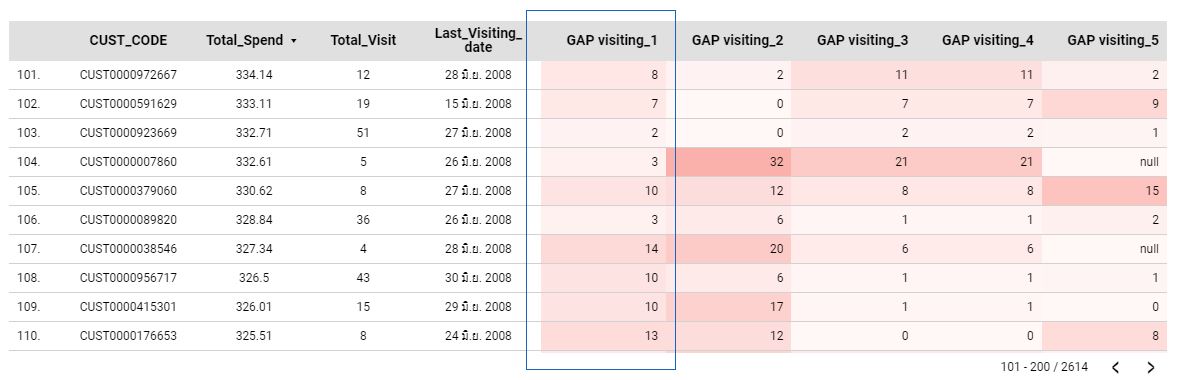 CUST_CODE Total_Spend Total_Visit Last_Visiting_date GAP visiting_1 GAP visiting_2 GAP visiting_3 GAP visiting_4 GAP visiting_5
101. CUST0000972667 334.14 12 28 มิ.ย. 2008 8 2 11 11 2
102. CUST0000591629 333.11 19 15 มิ.ย. 2008 7 0 7 7 9
103. CUST0000923669 332.71 51 27 มิ.ย. 2008 2 0 2 2 1
104. CUST0000007860 332.61 5 26 มิ.ย. 2008 3 32 21 21 null
105. CUST0000379060 330.62 8 27 มิ.ย. 2008 10 12 8 8 15
106. CUST0000089820 328.84 36 26 มิ.ย. 2008 3 6 1 1 2
107. CUST0000038546 327.34 4 28 มิ.ย. 2008 14 20 6 6 null
108. CUST0000956717 326.5 43 30 มิ.ย. 2008 10 6 1 1 1
109. CUST0000415301 326.01 15 29 มิ.ย. 2008 10 17 1 1 0
110. CUST0000176653 325.51 8 24 มิ.ย. 2008 13 12 0 0 8
101 - 200 / 2614